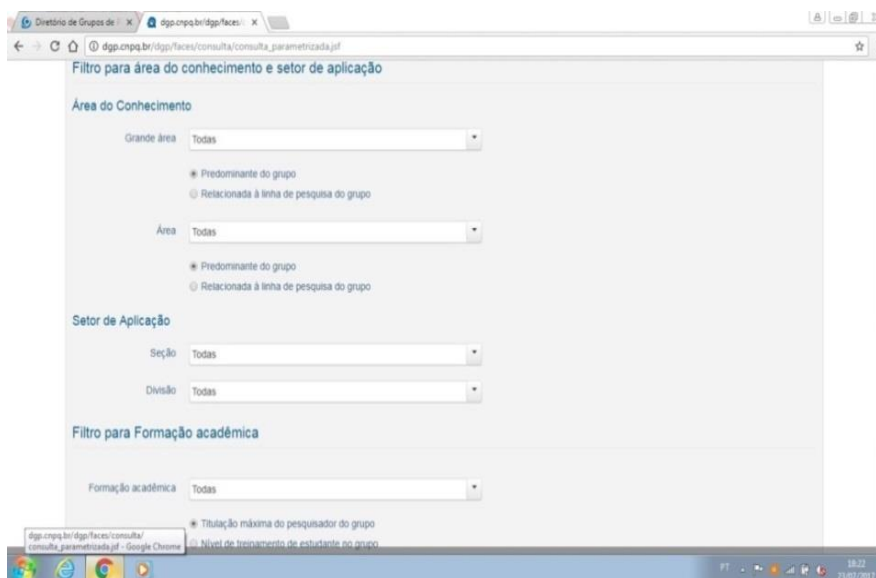 Diretório de Grupos de
dgp.cnpq.br/dgp/faces/
dgp.cnpq.br/dgp/faces/consulta/consulta_parametrizada.jsf
Filtro para área do conhecimento e setor de aplicação
Área do Conhecimento
Grande área Todas
Predominante do grupo
Relacionada à linha de pesquisa do grupo
Área Todas
Predominante do grupo
Relacionada à linha de pesquisa do grupo
Setor de Aplicação
Seção Todas
Divisão Todas
Filtro para Formação acadêmica
Formação acadêmica Todas
Titulação máxima do pesquisador do grupo
Nível de treinamento de estudante no grupo
dgp.cnpq.br/dgp/faces/consulta/
consulta_parametrizada.jsf - Google Chrome
PT
18:22